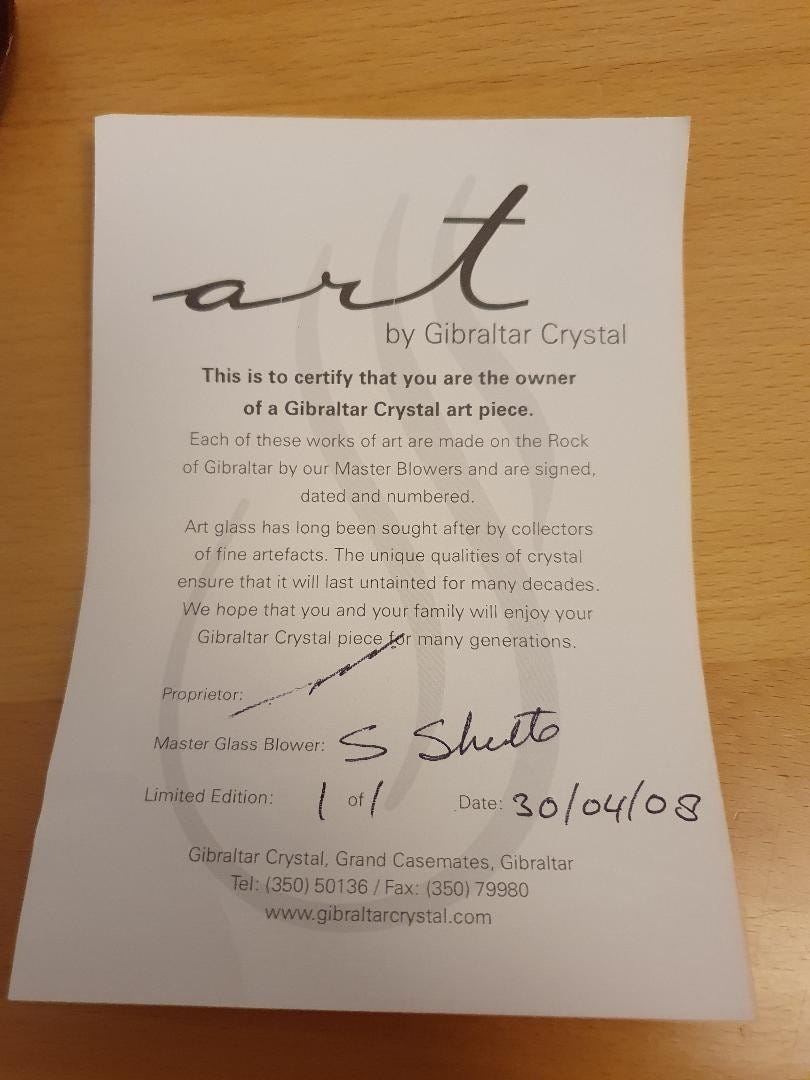 art
by Gibraltar Crystal
This is to certify that you are the owner
of a Gibraltar Crystal art piece.
Each of these works of art are made on the Rock
of Gibraltar by our Master Blowers and are signed,
dated and numbered.
Art glass has long been sought after by collectors
of fine artefacts. The unique qualities of crystal
ensure that it will last untainted for many decades.
We hope that you and your family will enjoy your
Gibraltar Crystal piece for many generations.
Proprietor:
Master Glass Blower: S
Limited Edition: 1 of 1 Date: 30/04/08
Gibraltar Crystal, Grand Casemates, Gibraltar
Tel: (350) 50136 / Fax: (350) 79980
www.gibraltarcrystal.com